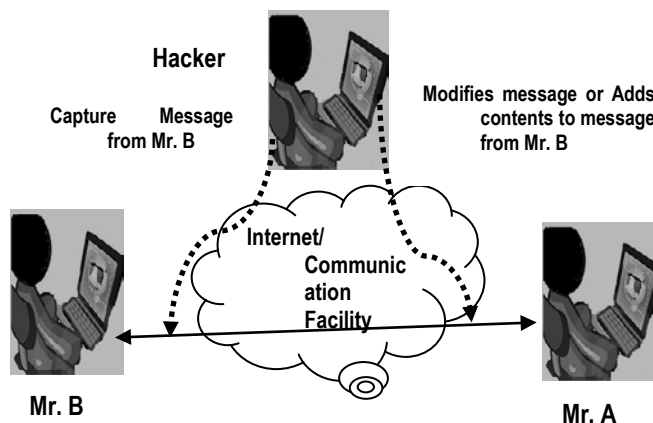 Hacker
Capture Message
from Mr. B
Modifies message or Adds
contents to message
from Mr. B
Internet/
Communic
ation
Facility
Mr. B
Mr. A